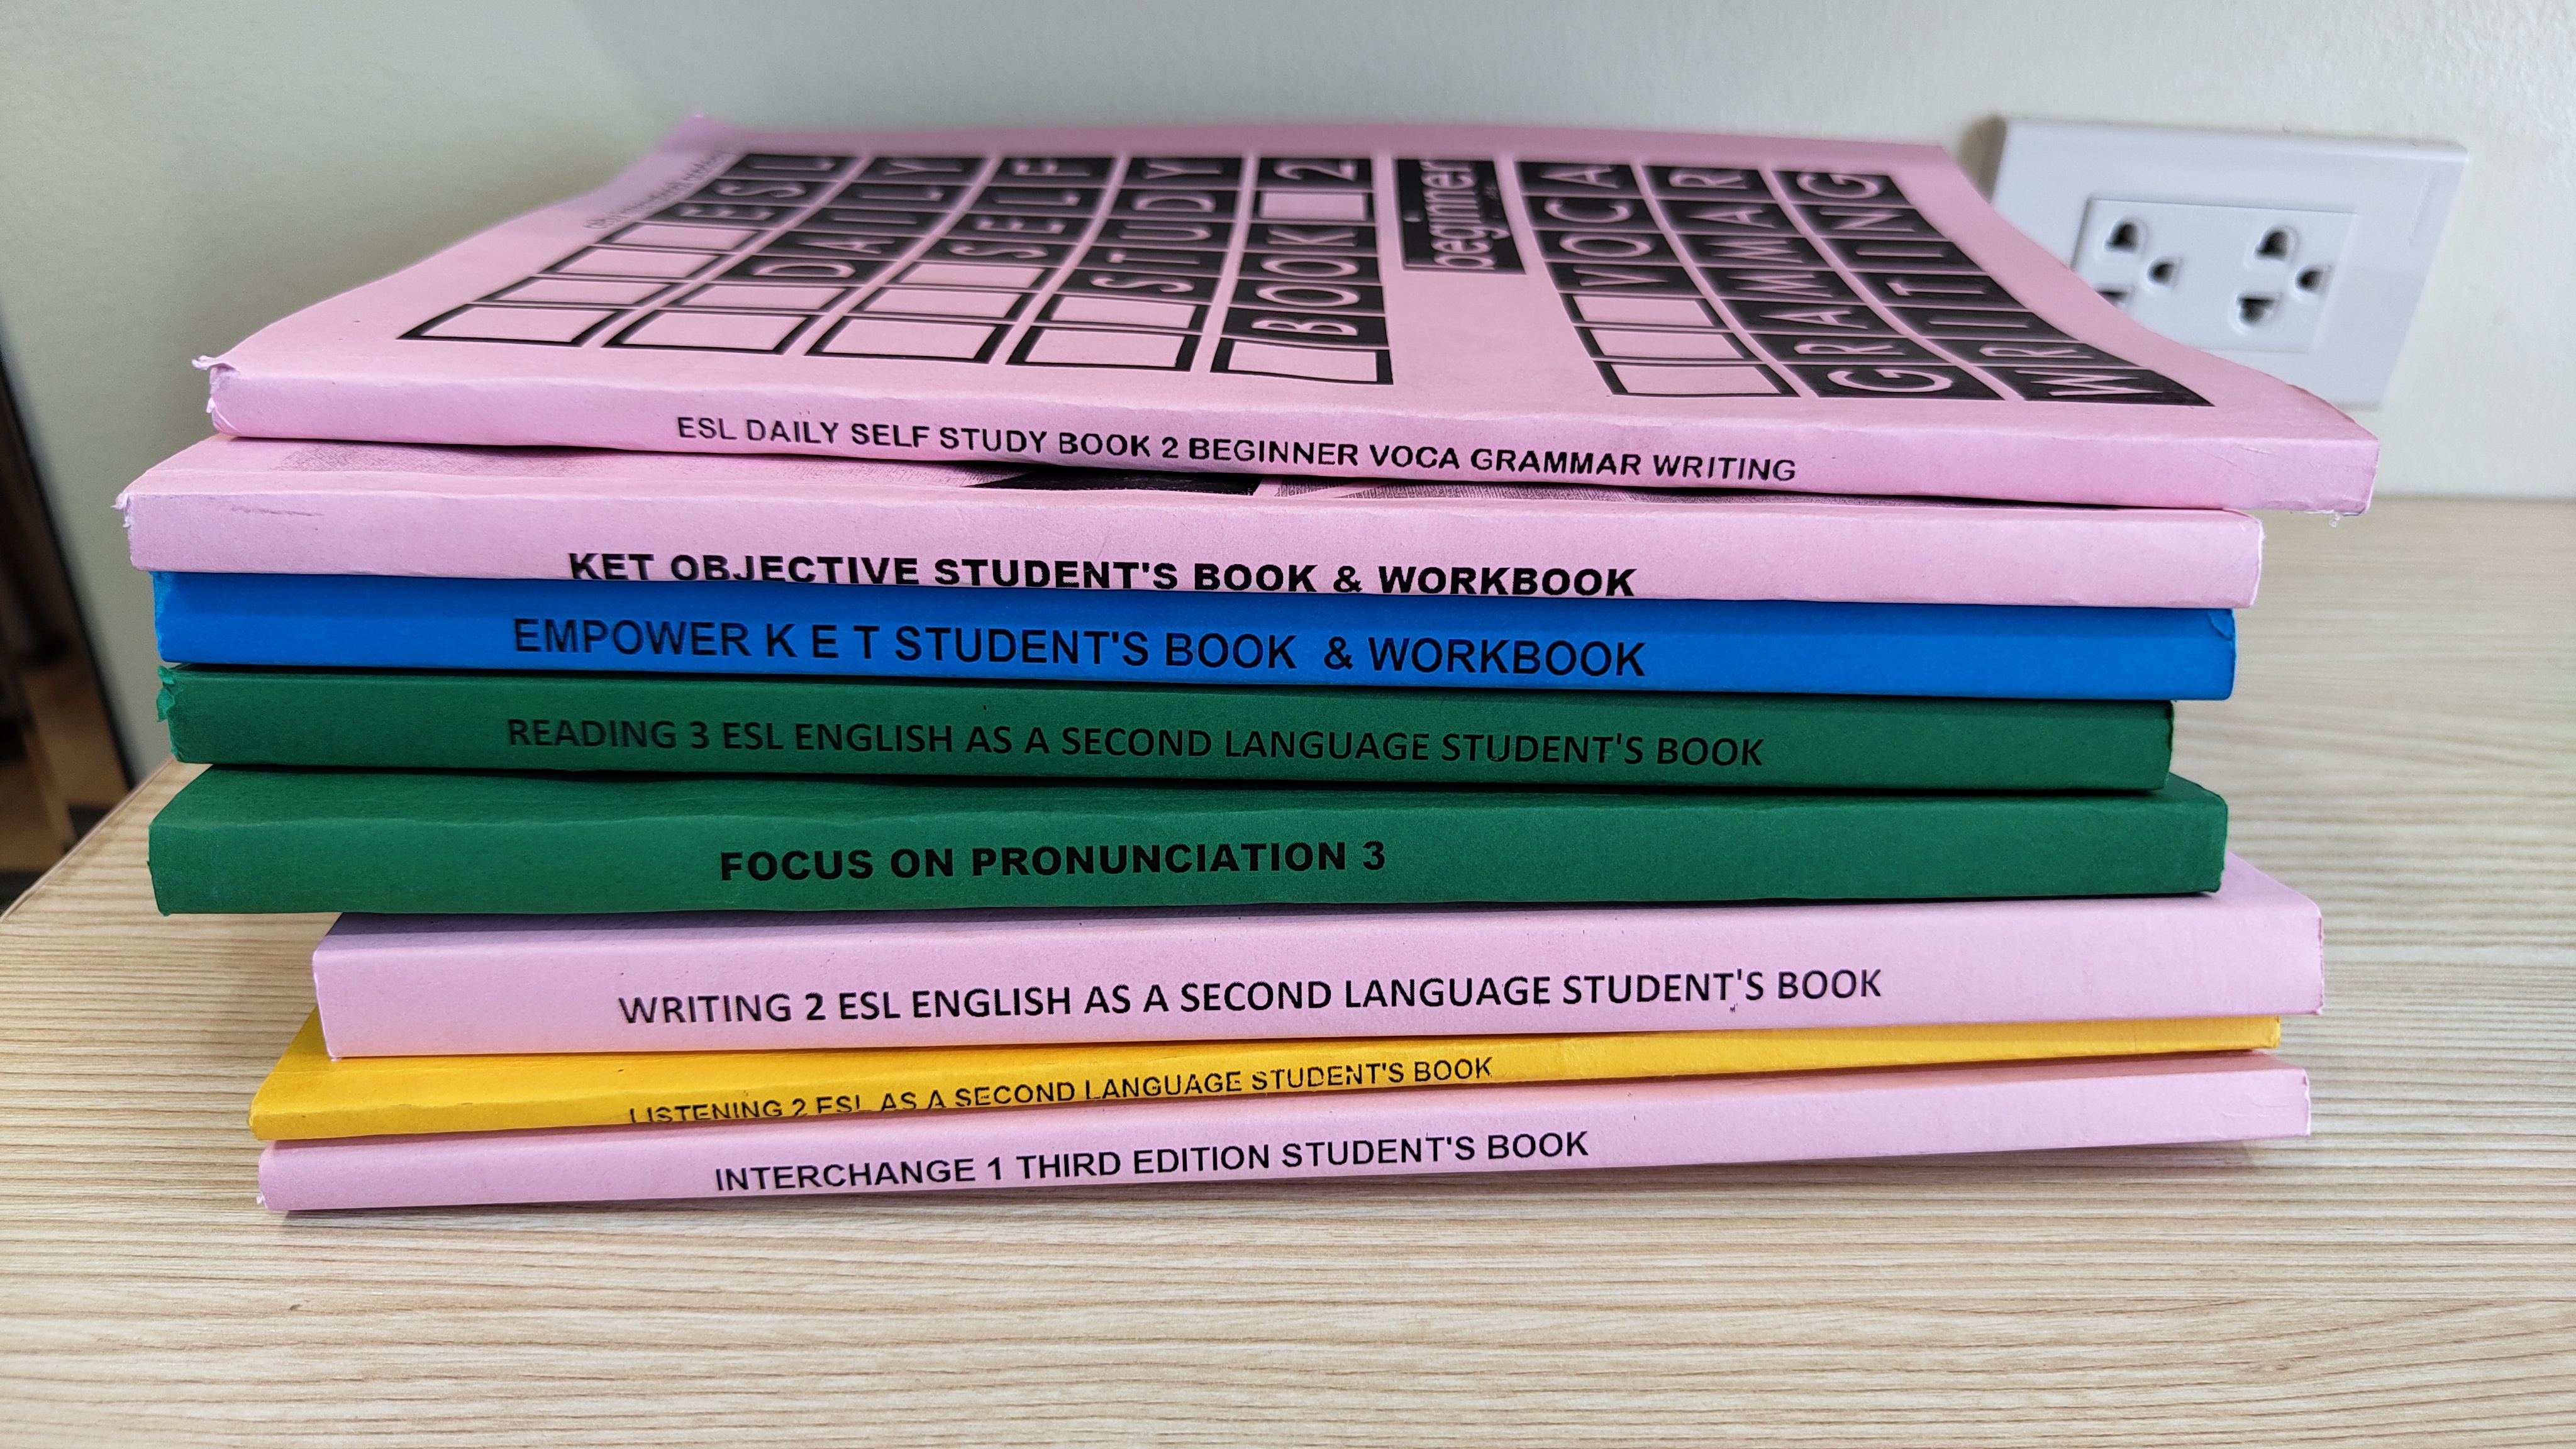 ESL
DAILY
SELF
STUDY
BOOK 2
beginner
VOCA
GRAMMAR
WRITING
ESL DAILY SELF STUDY BOOK 2 BEGINNER VOCA GRAMMAR WRITING
KET OBJECTIVE STUDENT'S BOOK & WORKBOOK
EMPOWER K E T STUDENT'S BOOK & WORKBOOK
READING 3 ESL ENGLISH AS A SECOND LANGUAGE STUDENT'S BOOK
FOCUS ON PRONUNCIATION 3
WRITING 2 ESL ENGLISH AS A SECOND LANGUAGE STUDENT'S BOOK
LISTENING 2 ESL AS A SECOND LANGUAGE STUDENT'S BOOK
INTERCHANGE 1 THIRD EDITION STUDENT'S BOOK